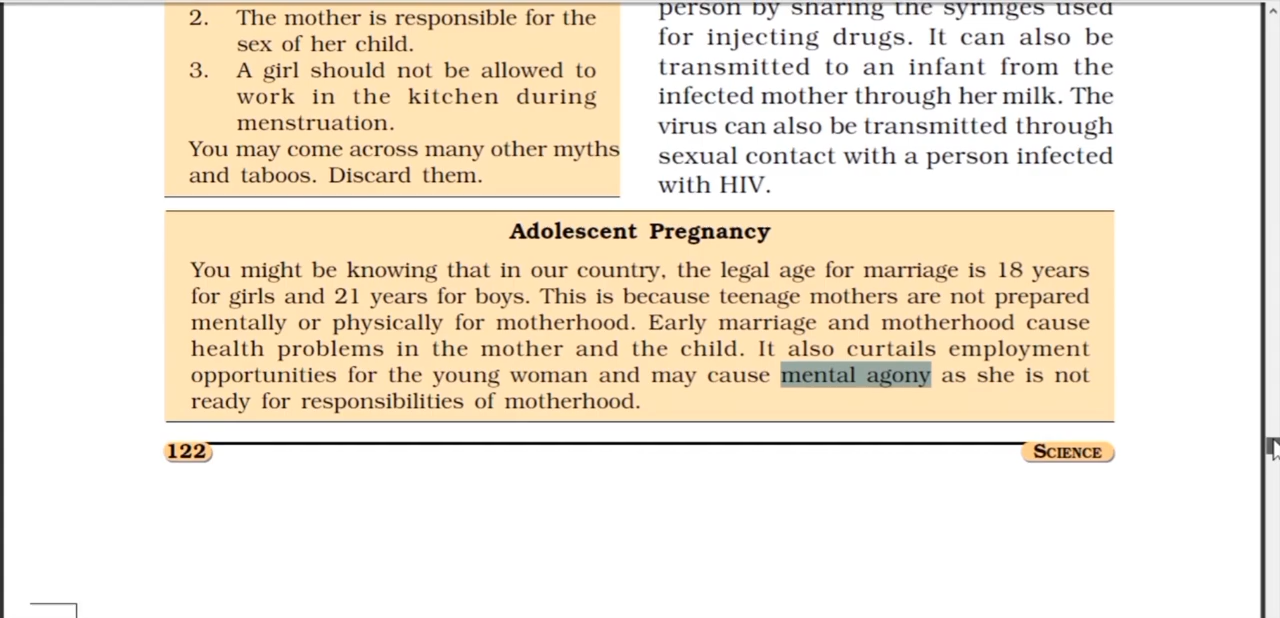 2. The mother is responsible for the
sex of her child.
3. A girl should not be allowed to
work in the kitchen during
menstruation.
You may come across many other myths
and taboos. Discard them.
person by sharing the syringes used
for injecting drugs. It can also be
transmitted to an infant from the
infected mother through her milk. The
virus can also be transmitted through
sexual contact with a person infected
with HIV.
Adolescent Pregnancy
You might be knowing that in our country, the legal age for marriage is 18 years
for girls and 21 years for boys. This is because teenage mothers are not prepared
mentally or physically for motherhood. Early marriage and motherhood cause
health problems in the mother and the child. It also curtails employment
opportunities for the young woman and may cause mental agony as she is not
ready for responsibilities of motherhood.
122
SCIENCE